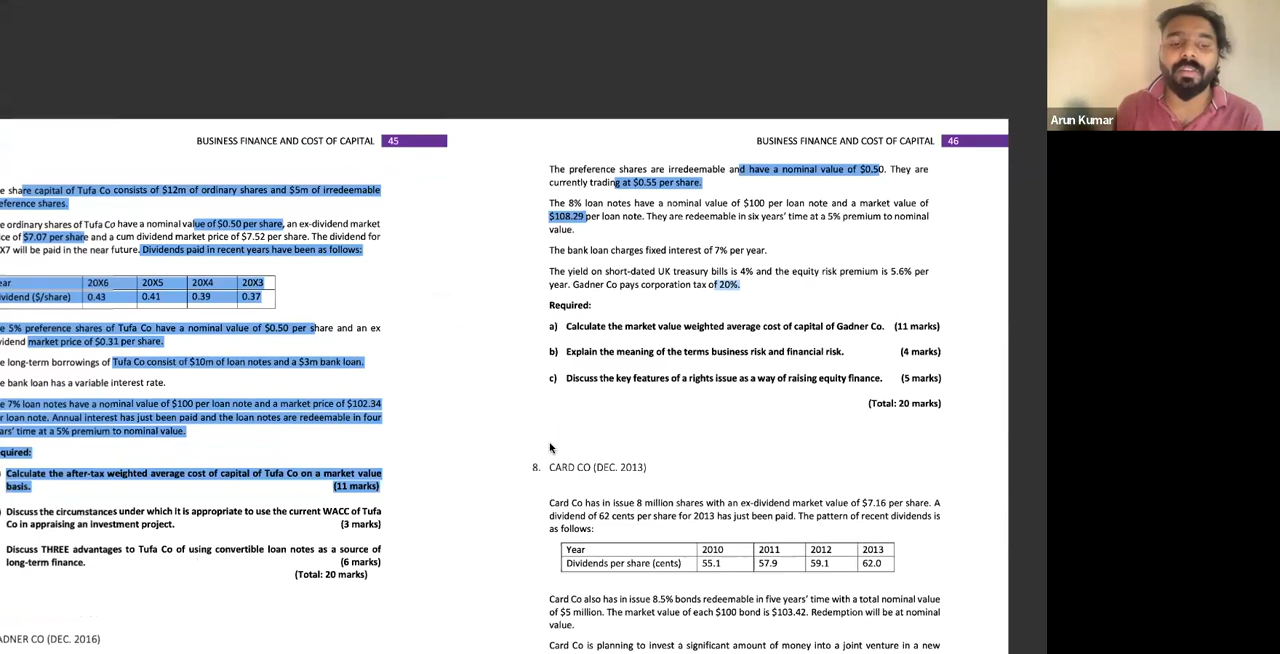 BUSINESS FINANCE AND COST OF CAPITAL 45
e share capital of Tufa Co consists of $12m of ordinary shares and $5m of irredeemable
eference shares.
e ordinary shares of Tufa Co have a nominal value of $0.50 per share, an ex-dividend market
ce of $7.07 per share and a cum dividend market price of $7.52 per share. The dividend for
X7 will be paid in the near future. Dividends paid in recent years have been as follows:
ear 20X6 20X5 20X4 20X3
vidend ($/share) 0.43 0.41 0.39 0.37
e 5% preference shares of Tufa Co have a nominal value of $0.50 per share and an ex
vidend market price of $0.31 per share.
e long-term borrowings of Tufa Co consist of $10m of loan notes and a $3m bank loan.
e bank loan has a variable interest rate.
e 7% loan notes have a nominal value of $100 per loan note and a market price of $102.34
r loan note. Annual interest has just been paid and the loan notes are redeemable in four
ars' time at a 5% premium to nominal value.
quired:
Calculate the after-tax weighted average cost of capital of Tufa Co on a market value
basis. (11 marks)
Discuss the circumstances under which it is appropriate to use the current WACC of Tufa
Co in appraising an investment project. (3 marks)
Discuss THREE advantages to Tufa Co of using convertible loan notes as a source of
long-term finance. (6 marks)
(Total: 20 marks)
ADNER CO (DEC. 2016)
BUSINESS FINANCE AND COST OF CAPITAL 46
The preference shares are irredeemable and have a nominal value of $0.50. They are
currently trading at $0.55 per share.
The 8% loan notes have a nominal value of $100 per loan note and a market value of
$108.29 per loan note. They are redeemable in six years' time at a 5% premium to nominal
value.
The bank loan charges fixed interest of 7% per year.
The yield on short-dated UK treasury bills is 4% and the equity risk premium is 5.6% per
year. Gadner Co pays corporation tax of 20%.
Required:
a) Calculate the market value weighted average cost of capital of Gadner Co. (11 marks)
b) Explain the meaning of the terms business risk and financial risk. (4 marks)
c) Discuss the key features of a rights issue as a way of raising equity finance. (5 marks)
(Total: 20 marks)
8. CARD CO (DEC. 2013)
Card Co has in issue 8 million shares with an ex-dividend market value of $7.16 per share. A
dividend of 62 cents per share for 2013 has just been paid. The pattern of recent dividends is
as follows:
Year 2010 2011 2012 2013
Dividends per share (cents) 55.1 57.9 59.1 62.0
Card Co also has in issue 8.5% bonds redeemable in five years' time with a total nominal value
of $5 million. The market value of each $100 bond is $103.42. Redemption will be at nominal
value.
Card Co is planning to invest a significant amount of money into a joint venture in a new
Arun Kumar